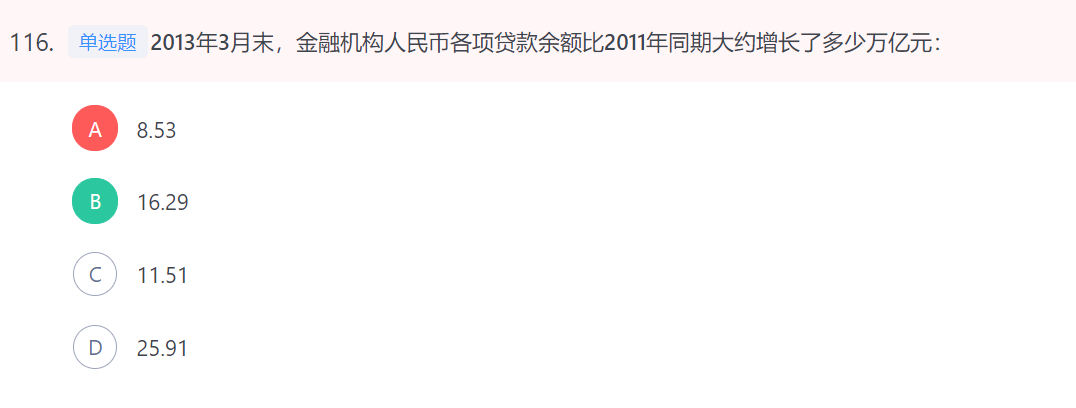 116. 单选题 2013年3月末，金融机构人民币各项贷款余额比2011年同期大约增长了多少万亿元：
A 8.53
B 16.29
C 11.51
D 25.91